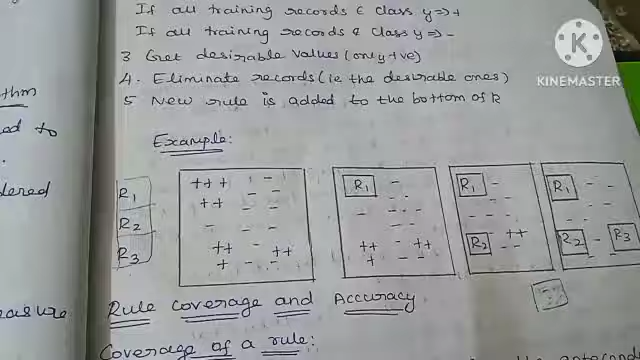 If all training records ∈ Class y => +
If all training records ∉ Class y => -
3 Get desirable values (only +ve)
4. Eliminate records (ie the desirable ones)
5 New rule is added to the bottom of R
Example:
R1
R2
R3
+++ - -
++ - -
- - -
++ - ++
+ - -
R1 -
- - -
- - -
++ - ++
+ - -
R1 - -
- - -
- - ++
R2 - -
R1 - -
- - -
- - -
R2 - R3
Rule coverage and Accuracy
Coverage of a rule:
thm
ed to
dered
easure
K
KINEMASTER